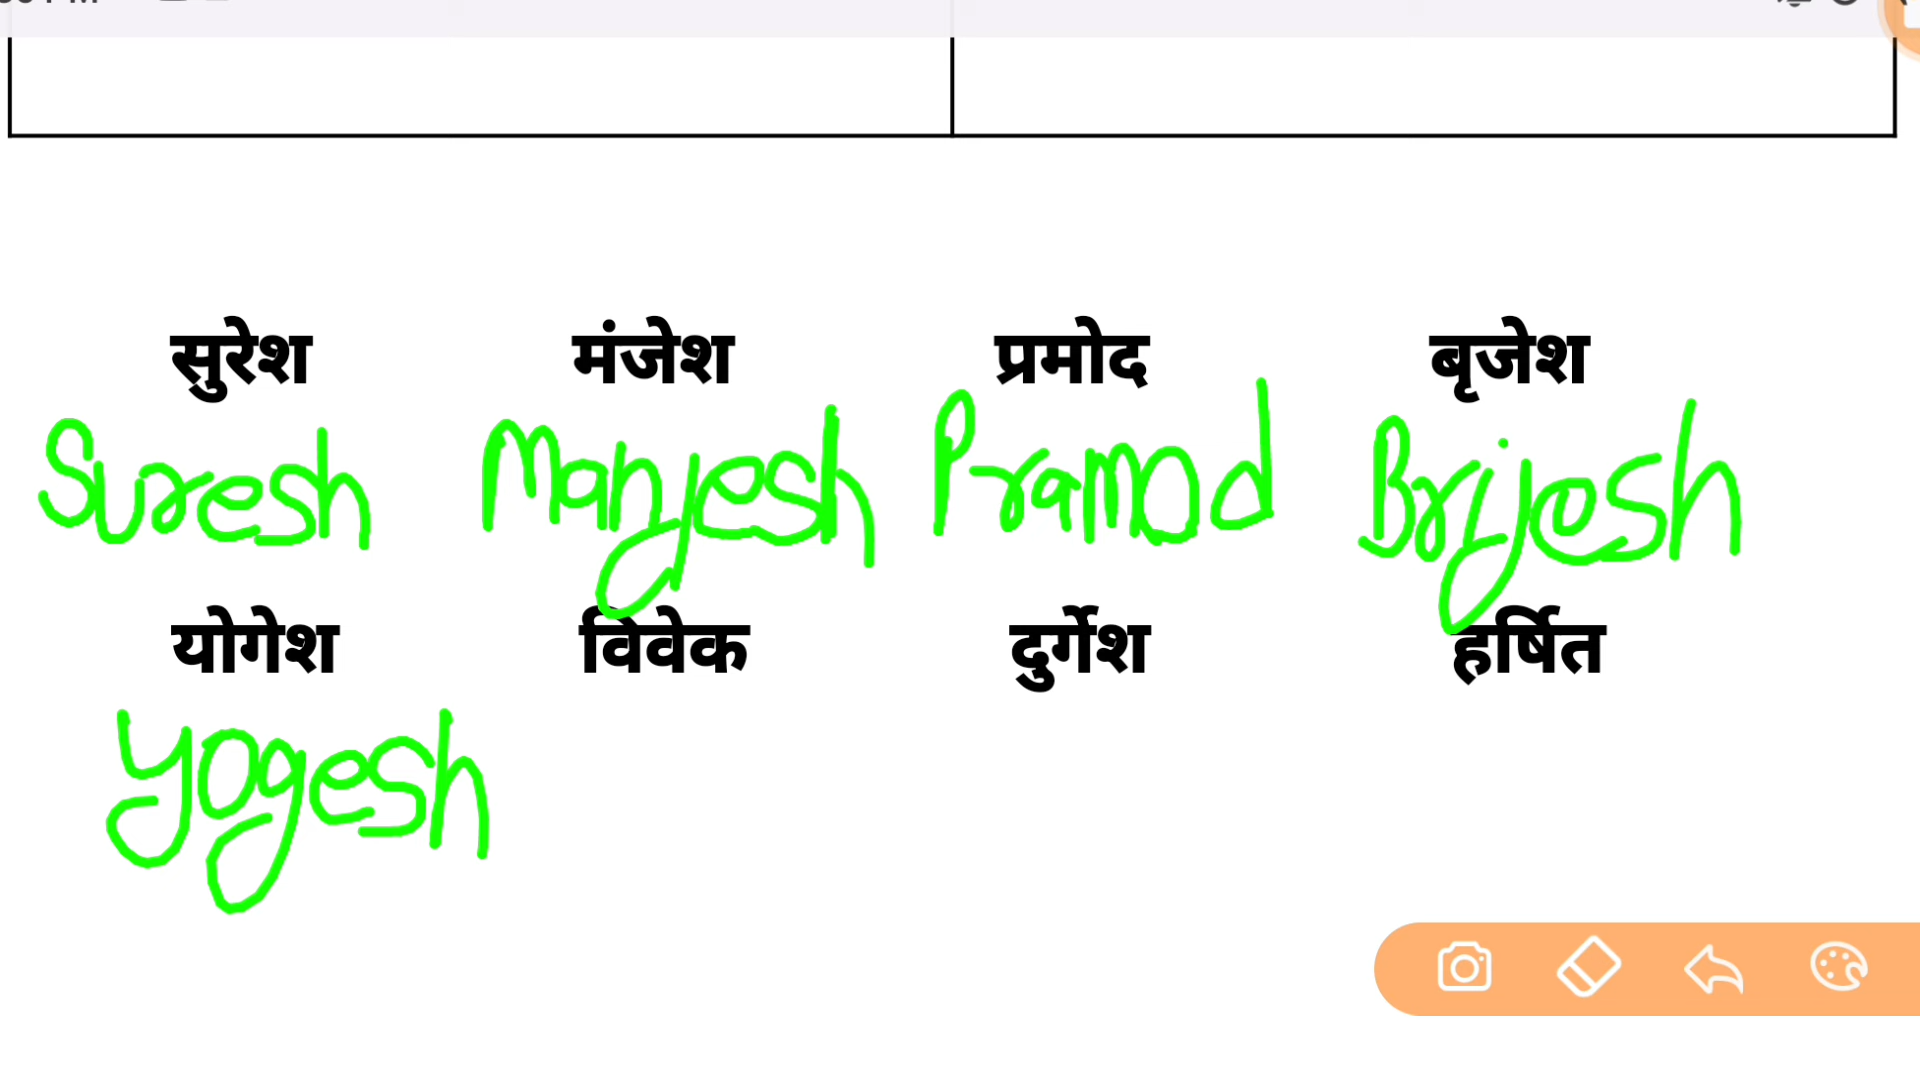 सुरेश मंजेश प्रमोद बृजेश
Suresh Manjesh Pramod Brijesh
योगेश विवेक दुर्गेश हर्षित
Yogesh